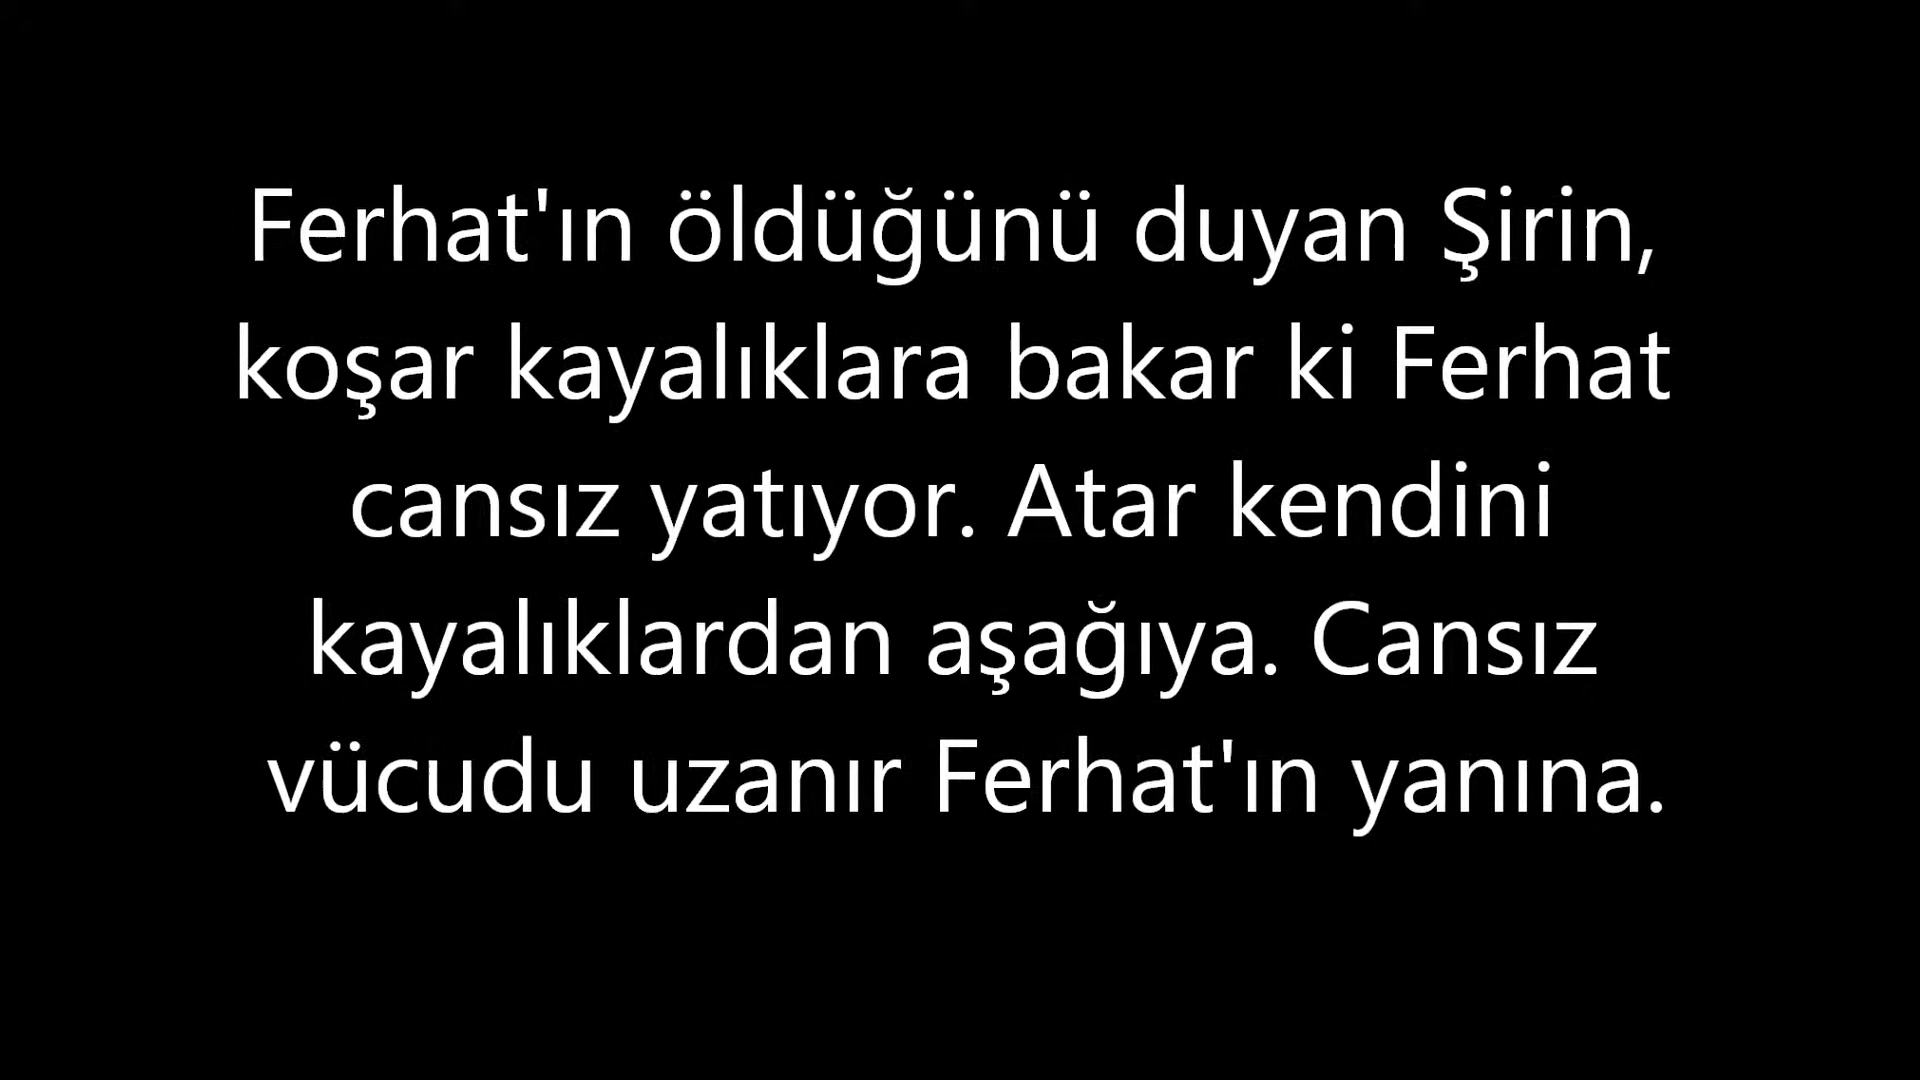 Ferhat'ın öldüğünü duyan Şirin,
koşar kayalıklara bakar ki Ferhat
cansız yatıyor. Atar kendini
kayalıklardan aşağıya. Cansız
vücudu uzanır Ferhat'ın yanına.